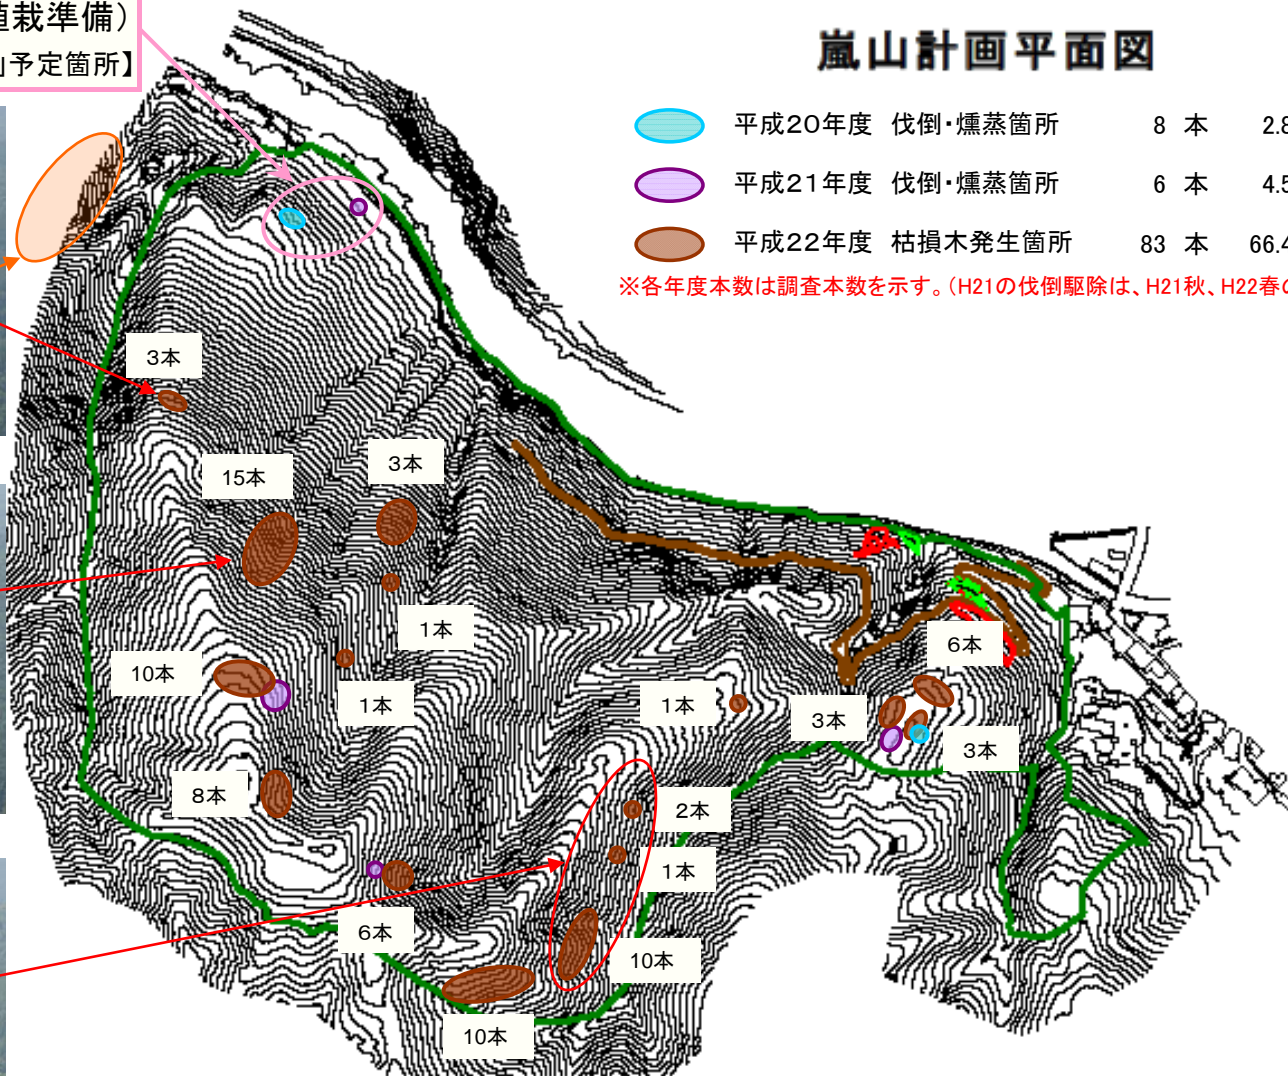 植栽準備）
山予定箇所】
嵐山計画平面図
平成20年度 伐倒・燻蒸箇所 8 本 2.8
平成21年度 伐倒・燻蒸箇所 6 本 4.5
平成22年度 枯損木発生箇所 83 本 66.4
※各年度本数は調査本数を示す。（H21の伐倒駆除は、H21秋、H22春の
3本
15本
3本
1本
10本
1本
1本
6本
3本
3本
8本
2本
1本
6本
10本
10本